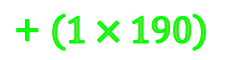 + (1 × 190)